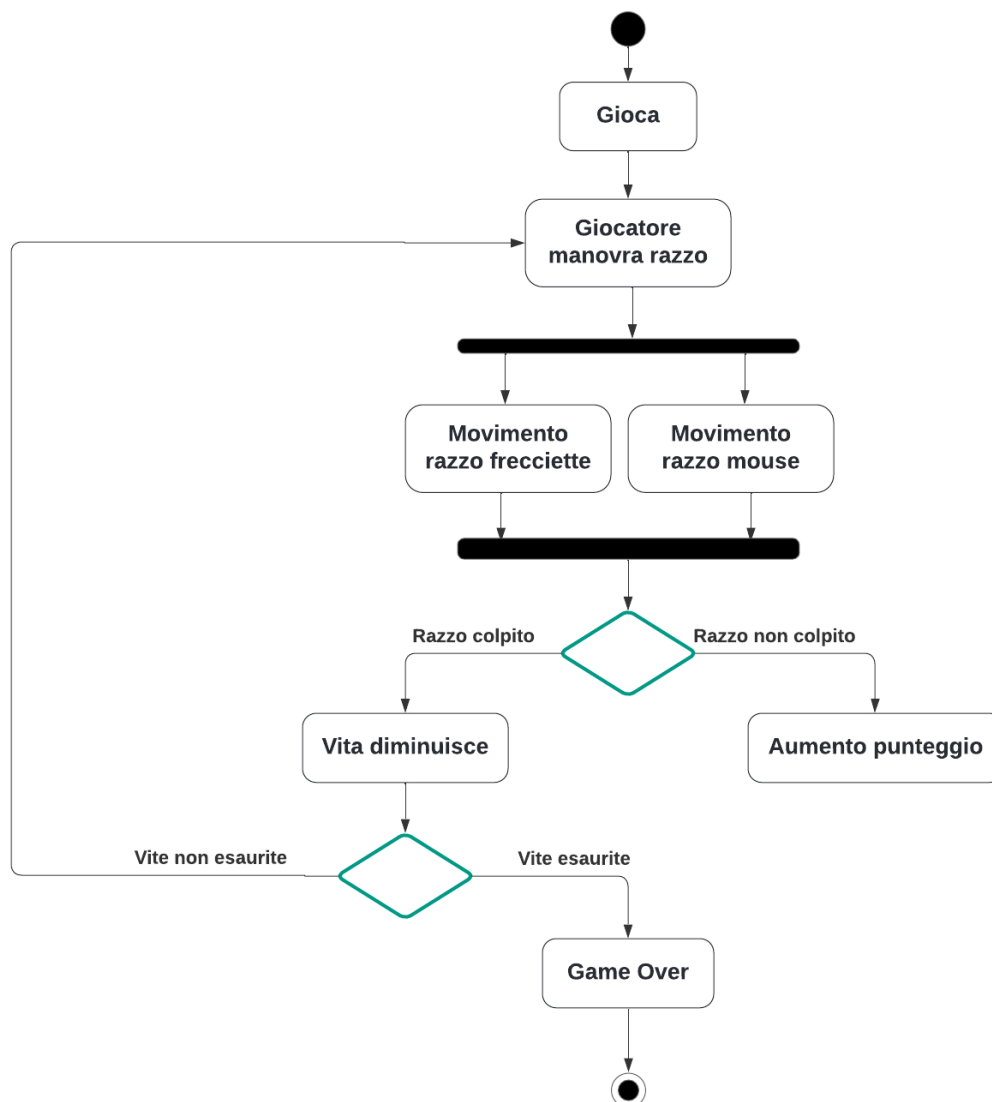 Gioca
Giocatore
manovra razzo
Movimento
razzo frecciette
Movimento
razzo mouse
Razzo colpito
Razzo non colpito
Vita diminuisce
Aumento punteggio
Vite non esaurite
Vite esaurite
Game Over